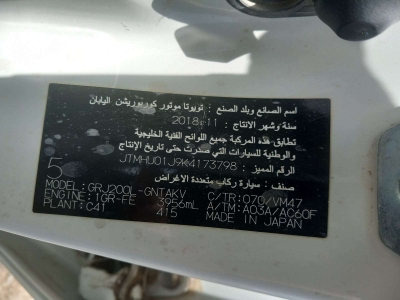 اسم الصانع وبلد الصنع : تويوتا موتور كوربوريشن اليابان
سنة وشهر الانتاج : 2018.11
تطابق هذه المركبة جميع اللوائح الفنية الخليجية
والوطنية للسيارات التي صدرت حتى تاريخ الإنتاج
الرقم المميز : JTMHU01J9K4173798
صنف : سيارة ركاب متعددة الاغراض
5
MODEL: GRJ200L-GNTAKV C/TR: 070/VM47
ENGINE: 1GR-FE 3956mL A/TM: A03A/AC60F
PLANT: C41 415 MADE IN JAPAN